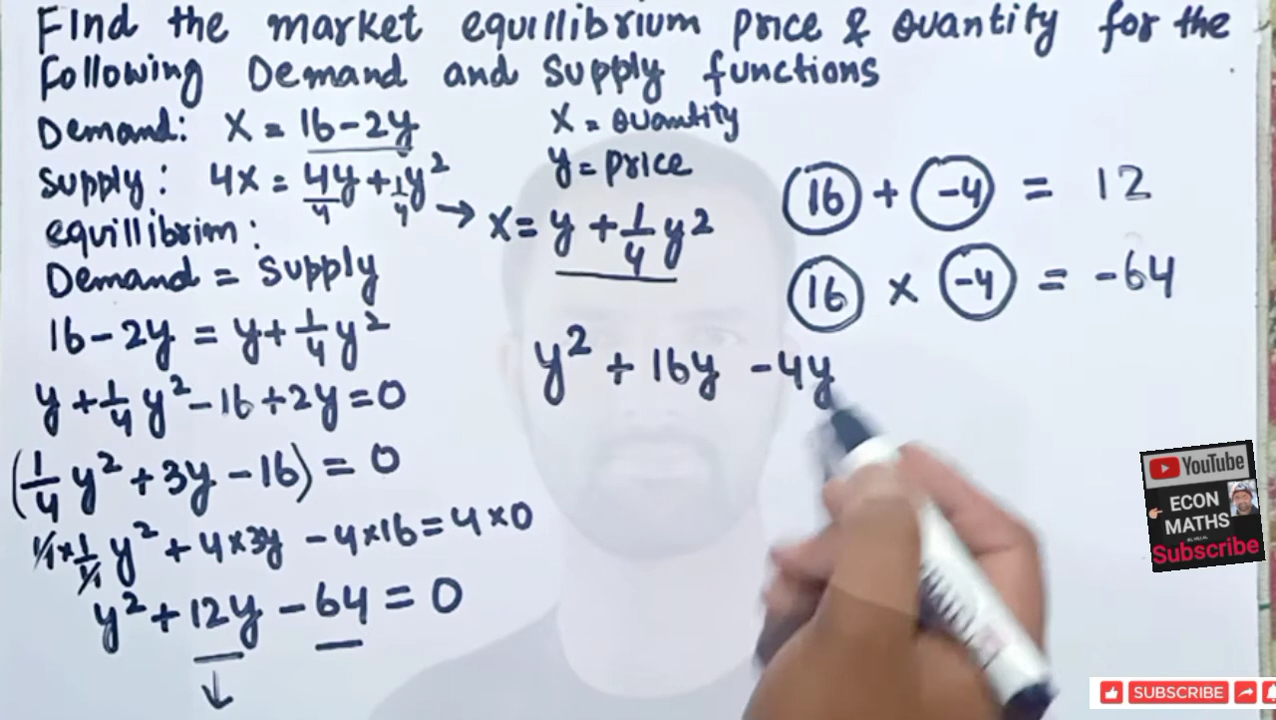 Find the market equillibrium price & quantity for the
Following Demand and supply functions
Demand: x = 16-2y
supply: 4x = 4y/4 + 1/4 y²
→ x = y + 1/4 y²
equillibrim:
Demand = supply
16-2y = y + 1/4 y²
y + 1/4 y² - 16 + 2y = 0
(1/4 y² + 3y - 16) = 0
4 × 1/4 y² + 4×3y - 4×16 = 4×0
y² + 12y - 64 = 0
↓
x = quantity
y = price
16 + -4 = 12
16 × -4 = -64
y² + 16y - 4y
YouTube
ECON
MATHS
Subscribe
SUBSCRIBE